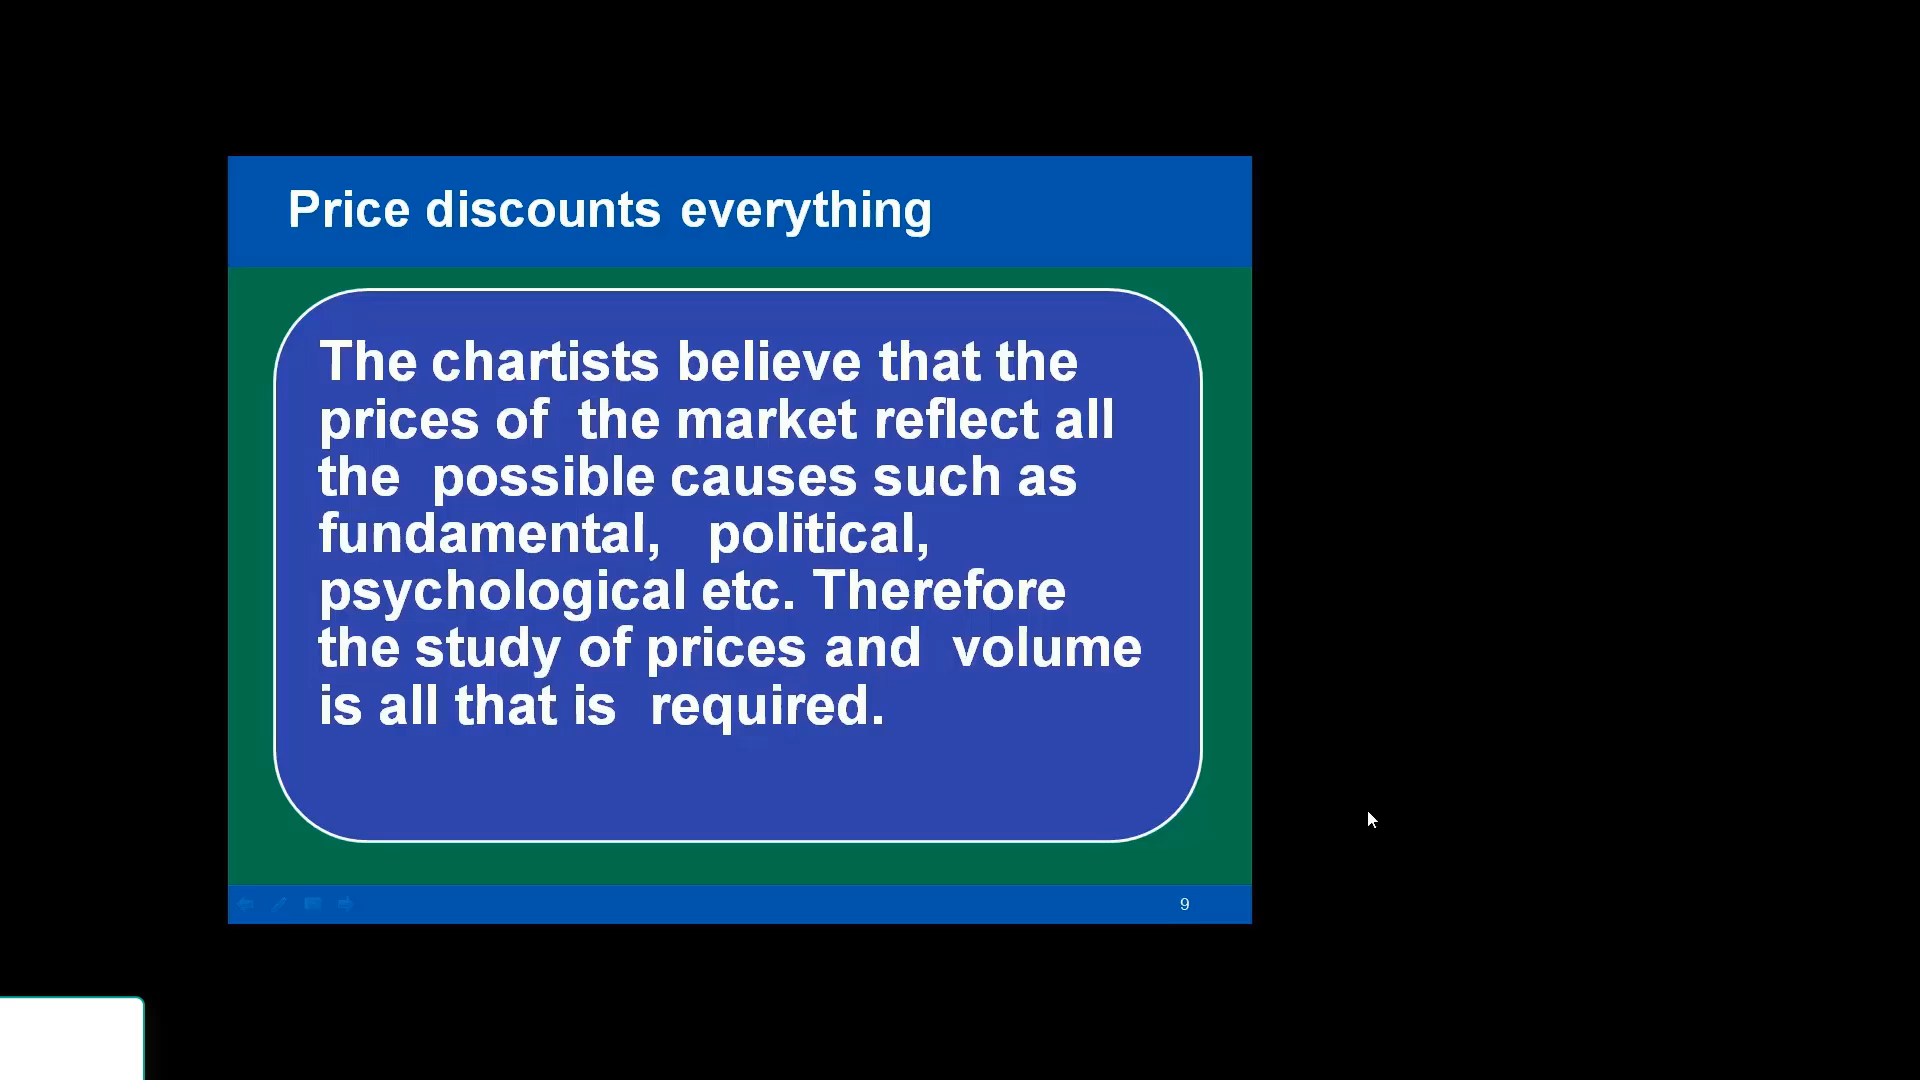 Price discounts everything
The chartists believe that the
prices of the market reflect all
the possible causes such as
fundamental, political,
psychological etc. Therefore
the study of prices and volume
is all that is required.
9